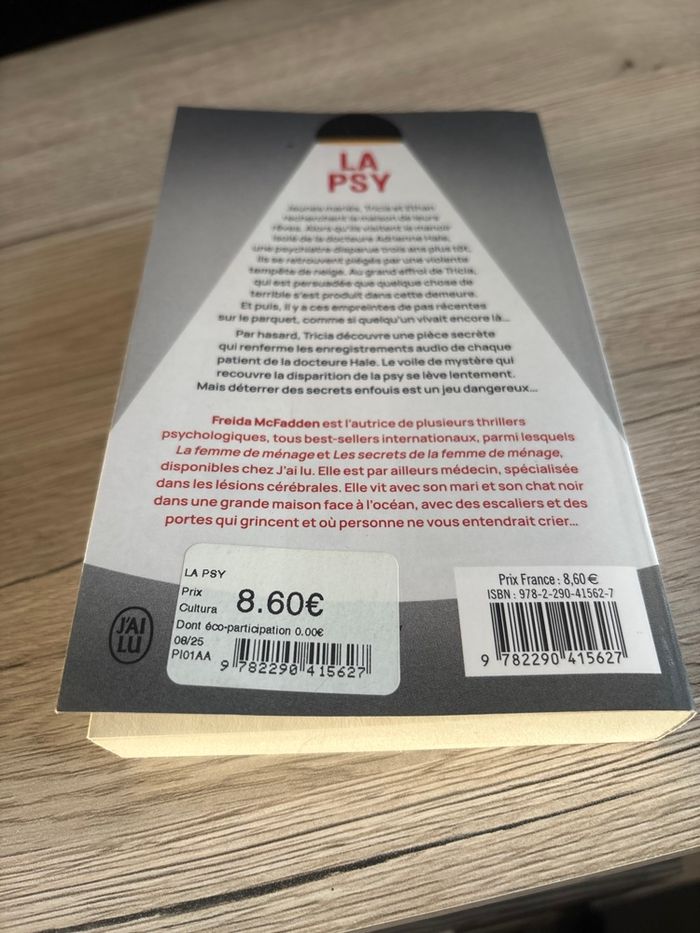 LA
PSY
Jeunes mariés, Tricia et Ethan
recherchent la maison de leurs
rêves. Alors qu'ils visitent le manoir
isolé de la docteure Adrienne Hale,
une psychiatre disparue trois ans plus tôt,
ils se retrouvent piégés par une violente
tempête de neige. Au grand effroi de Tricia,
qui est persuadée que quelque chose de
terrible s'est produit dans cette demeure.
Et puis, il y a ces empreintes de pas récentes
sur le parquet, comme si quelqu'un vivait encore là...
Par hasard, Tricia découvre une pièce secrète
qui renferme les enregistrements audio de chaque
patient de la docteure Hale. Le voile de mystère qui
recouvre la disparition de la psy se lève lentement.
Mais déterrer des secrets enfouis est un jeu dangereux...
Freida McFadden est l'autrice de plusieurs thrillers
psychologiques, tous best-sellers internationaux, parmi lesquels
La femme de ménage et Les secrets de la femme de ménage,
disponibles chez J'ai lu. Elle est par ailleurs médecin, spécialisée
dans les lésions cérébrales. Elle vit avec son mari et son chat noir
dans une grande maison face à l'océan, avec des escaliers et des
portes qui grincent et où personne ne vous entendrait crier...
J'AI
LU
LA PSY
Prix
Cultura 8.60€
Dont éco-participation 0.00€
08/25
PI01AA
9 782290 415627
Prix France : 8,60 €
ISBN : 978-2-290-41562-7
9 782290 415627